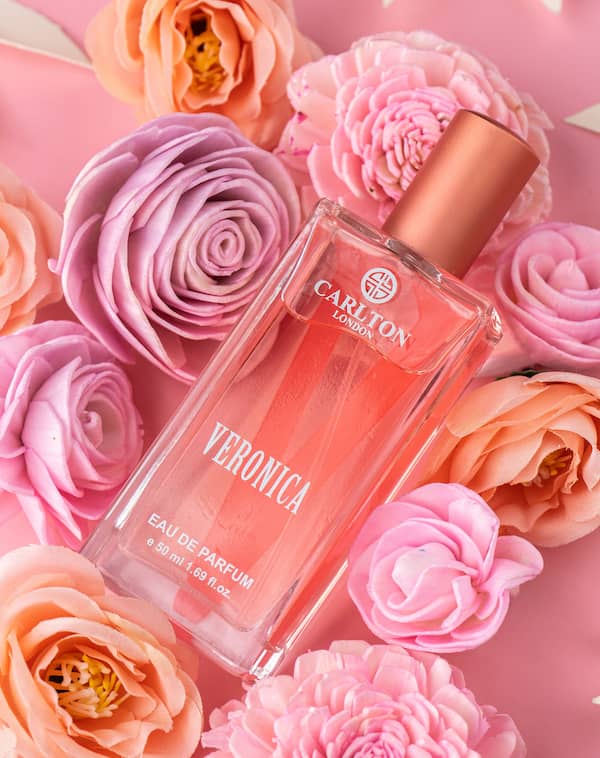 CARLTON
LONDON
VERONICA
EAU DE PARFUM
e 50 ml 1.69 fl.oz.